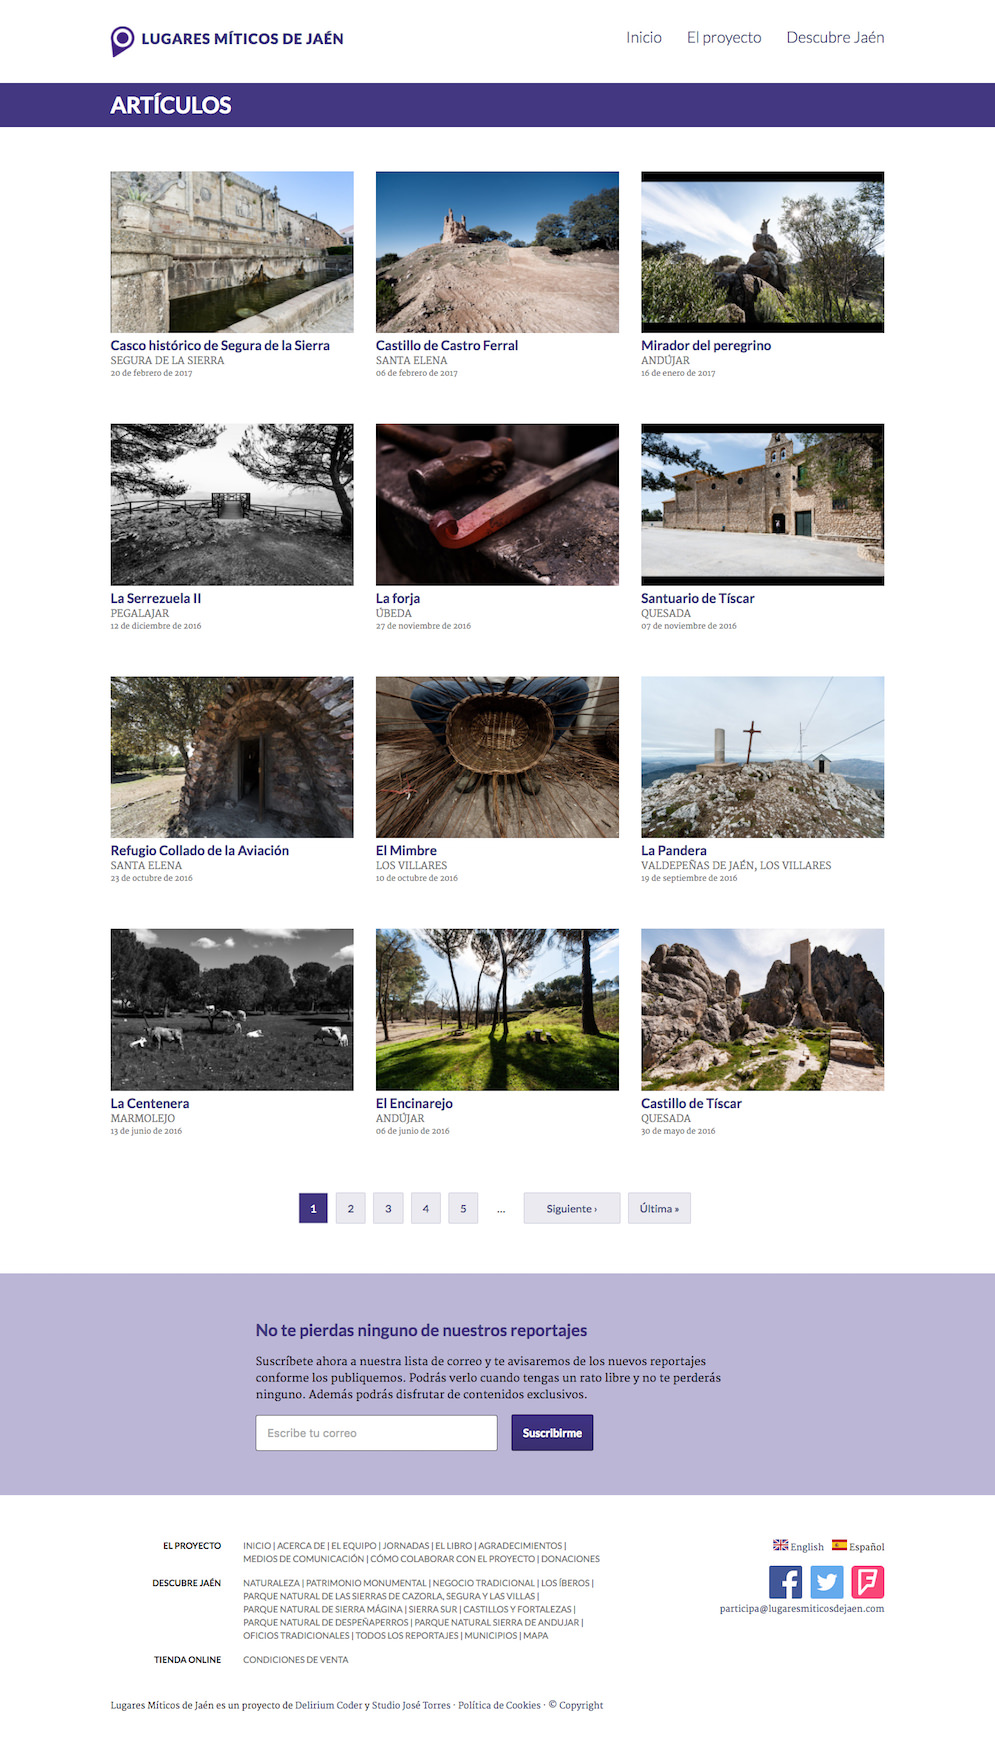 LUGARES MÍTICOS DE JAÉN
Inicio El proyecto Descubre Jaén
ARTÍCULOS
Casco histórico de Segura de la Sierra
SEGURA DE LA SIERRA
20 de febrero de 2017
Castillo de Castro Ferral
SANTA ELENA
06 de febrero de 2017
Mirador del peregrino
ANDÚJAR
16 de enero de 2017
La Serrezuela II
PEGALAJAR
12 de diciembre de 2016
La forja
ÚBEDA
27 de noviembre de 2016
Santuario de Tíscar
QUESADA
07 de noviembre de 2016
Refugio Collado de la Aviación
SANTA ELENA
23 de octubre de 2016
El Mimbre
LOS VILLARES
10 de octubre de 2016
La Pandera
VALDEPEÑAS DE JAÉN, LOS VILLARES
19 de septiembre de 2016
La Centenera
MARMOLEJO
13 de junio de 2016
El Encinarejo
ANDÚJAR
06 de junio de 2016
Castillo de Tíscar
QUESADA
30 de mayo de 2016
1 2 3 4 5 ... Siguiente › Última »
No te pierdas ninguno de nuestros reportajes
Suscríbete ahora a nuestra lista de correo y te avisaremos de los nuevos reportajes
conforme los publiquemos. Podrás verlo cuando tengas un rato libre y no te perderás
ninguno. Además podrás disfrutar de contenidos exclusivos.
Escribe tu correo
Suscribirme
EL PROYECTO
INICIO | ACERCA DE | EL EQUIPO | JORNADAS | EL LIBRO | AGRADECIMIENTOS |
MEDIOS DE COMUNICACIÓN | CÓMO COLABORAR CON EL PROYECTO | DONACIONES
DESCUBRE JAÉN
NATURALEZA | PATRIMONIO MONUMENTAL | NEGOCIO TRADICIONAL | LOS ÍBEROS |
PARQUE NATURAL DE LAS SIERRAS DE CAZORLA, SEGURA Y LAS VILLAS |
PARQUE NATURAL DE SIERRA MÁGINA | SIERRA SUR | CASTILLOS Y FORTALEZAS |
PARQUE NATURAL DE DESPEÑAPERROS | PARQUE NATURAL SIERRA DE ANDUJAR |
OFICIOS TRADICIONALES | TODOS LOS REPORTAJES | MUNICIPIOS | MAPA
TIENDA ONLINE
CONDICIONES DE VENTA
English Español
participa@lugaresmiticosdejaen.com
Lugares Míticos de Jaén es un proyecto de Delirium Coder y Studio José Torres · Política de Cookies · © Copyright